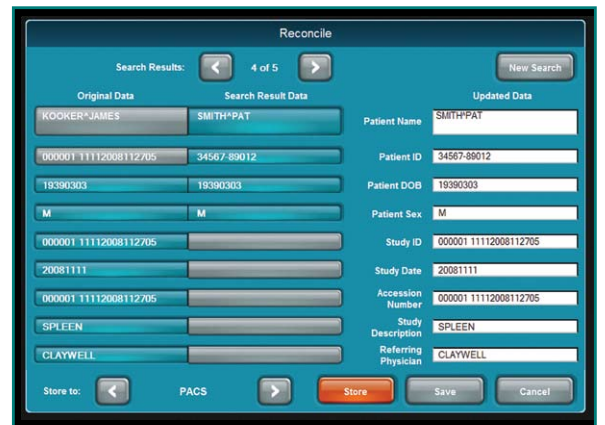 Reconcile
Search Results: 4 of 5 New Search
Original Data Search Result Data Updated Data
KOOKER^JAMES SMITH^PAT Patient Name SMITH^PAT
000001 11112008112705 34567-89012 Patient ID 34567-89012
19390303 19390303 Patient DOB 19390303
M M Patient Sex M
000001 11112008112705 Study ID 000001 11112008112705
20081111 Study Date 20081111
000001 11112008112705 Accession Number 000001 11112008112705
SPLEEN Study Description SPLEEN
CLAYWELL Referring Physician CLAYWELL
Store to: PACS Store Save Cancel